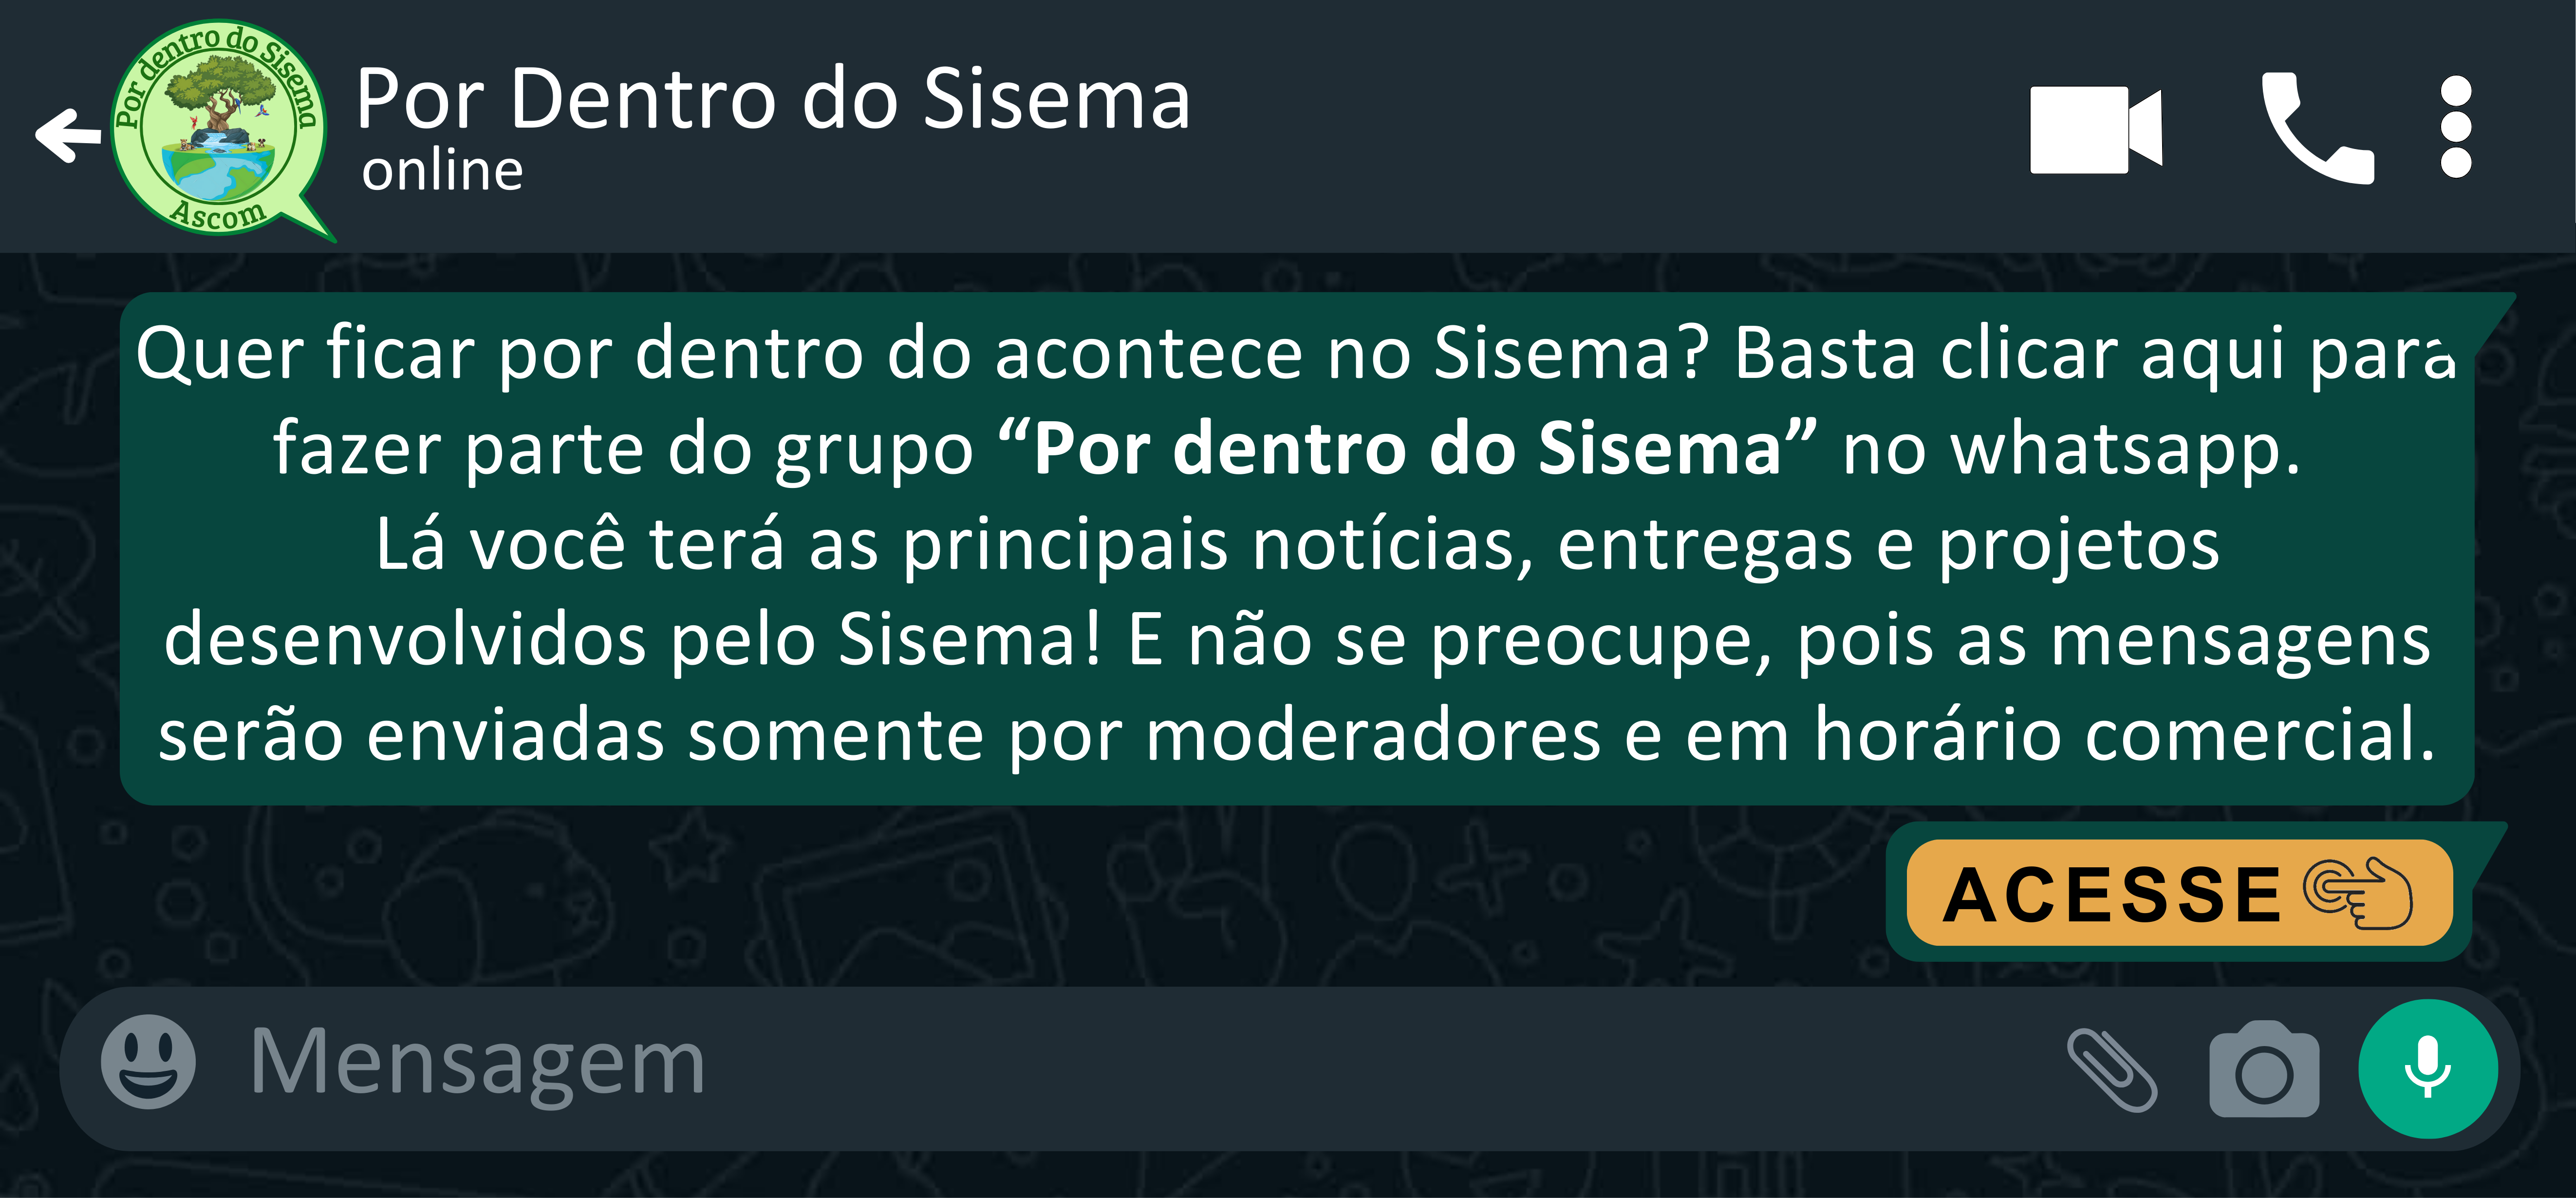 Por dentro do Sisema
Ascom
Por Dentro do Sisema
online
Quer ficar por dentro do acontece no Sisema? Basta clicar aqui para
fazer parte do grupo “Por dentro do Sisema” no whatsapp.
Lá você terá as principais notícias, entregas e projetos
desenvolvidos pelo Sisema! E não se preocupe, pois as mensagens
serão enviadas somente por moderadores e em horário comercial.
ACESSE
Mensagem